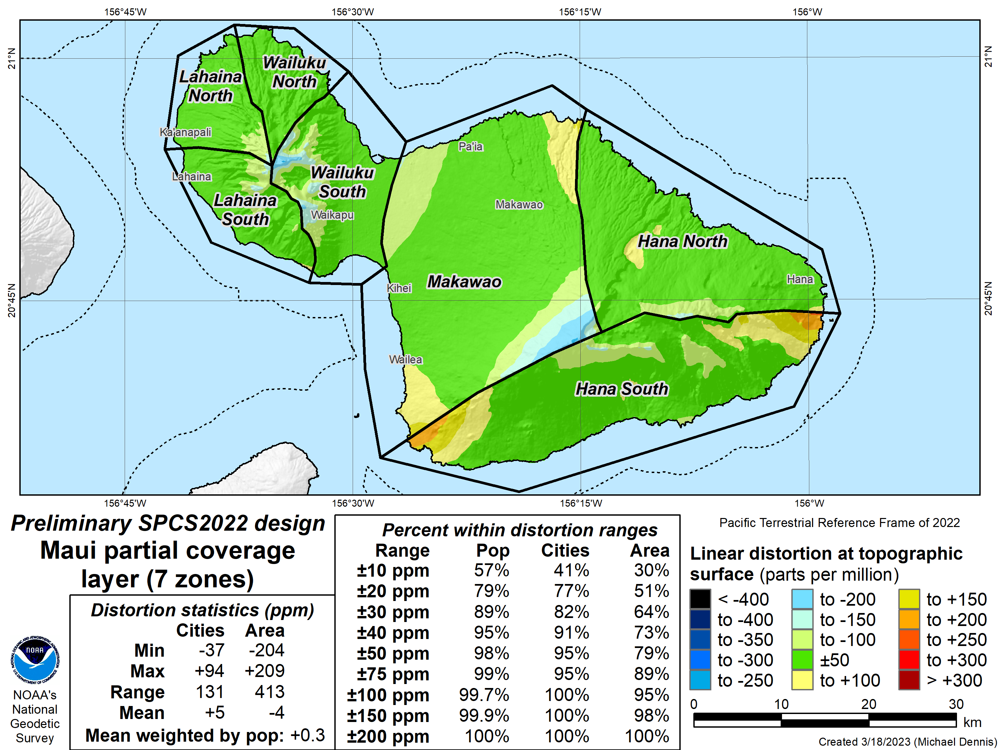 156°45'W 156°30'W 156°15'W 156°W
21°N
21°N
Wailuku
North
Lahaina
North
Ka'anapali
Pa'ia
Lahaina
Wailuku
South
Makawao
Lahaina
South
Waikapu
Hana North
Hana
Makawao
Kihei
20°45'N
20°45'N
Wailea
Hana South
156°45'W 156°30'W 156°15'W 156°W
Preliminary SPCS2022 design
Maui partial coverage
layer (7 zones)
Distortion statistics (ppm)
Cities Area
Min -37 -204
Max +94 +209
Range 131 413
Mean +5 -4
Mean weighted by pop: +0.3
NATIONAL OCEANIC AND ATMOSPHERIC ADMINISTRATION
NOAA
U.S. DEPARTMENT OF COMMERCE
NOAA's
National
Geodetic
Survey
Percent within distortion ranges
Range Pop Cities Area
±10 ppm 57% 41% 30%
±20 ppm 79% 77% 51%
±30 ppm 89% 82% 64%
±40 ppm 95% 91% 73%
±50 ppm 98% 95% 79%
±75 ppm 99% 95% 89%
±100 ppm 99.7% 100% 95%
±150 ppm 99.9% 100% 98%
±200 ppm 100% 100% 100%
Pacific Terrestrial Reference Frame of 2022
Linear distortion at topographic
surface (parts per million)
< -400 to -200 to +150
to -400 to -150 to +200
to -350 to -100 to +250
to -300 ±50 to +300
to -250 to +100 > +300
0 10 20 30
km
Created 3/18/2023 (Michael Dennis)